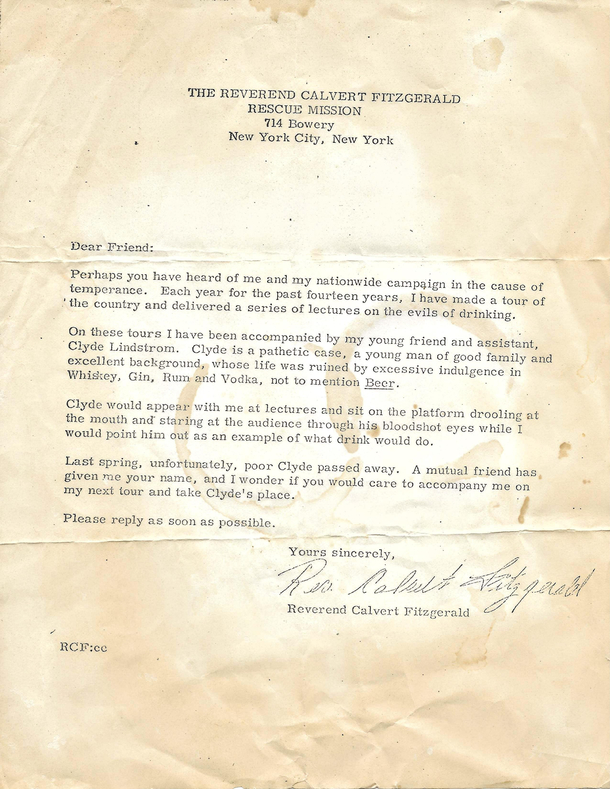 THE REVEREND CALVERT FITZGERALD
RESCUE MISSION
714 Bowery
New York City, New York
Dear Friend:
Perhaps you have heard of me and my nationwide campaign in the cause of
temperance. Each year for the past fourteen years, I have made a tour of
the country and delivered a series of lectures on the evils of drinking.
On these tours I have been accompanied by my young friend and assistant,
Clyde Lindstrom. Clyde is a pathetic case, a young man of good family and
excellent background, whose life was ruined by excessive indulgence in
Whiskey, Gin, Rum and Vodka, not to mention Beer.
Clyde would appear with me at lectures and sit on the platform drooling at
the mouth and staring at the audience through his bloodshot eyes while I
would point him out as an example of what drink would do.
Last spring, unfortunately, poor Clyde passed away. A mutual friend has
given me your name, and I wonder if you would care to accompany me on
my next tour and take Clyde's place.
Please reply as soon as possible.
Yours sincerely,
Rev. Calvert Fitzgerald
Reverend Calvert Fitzgerald
RCF:cc